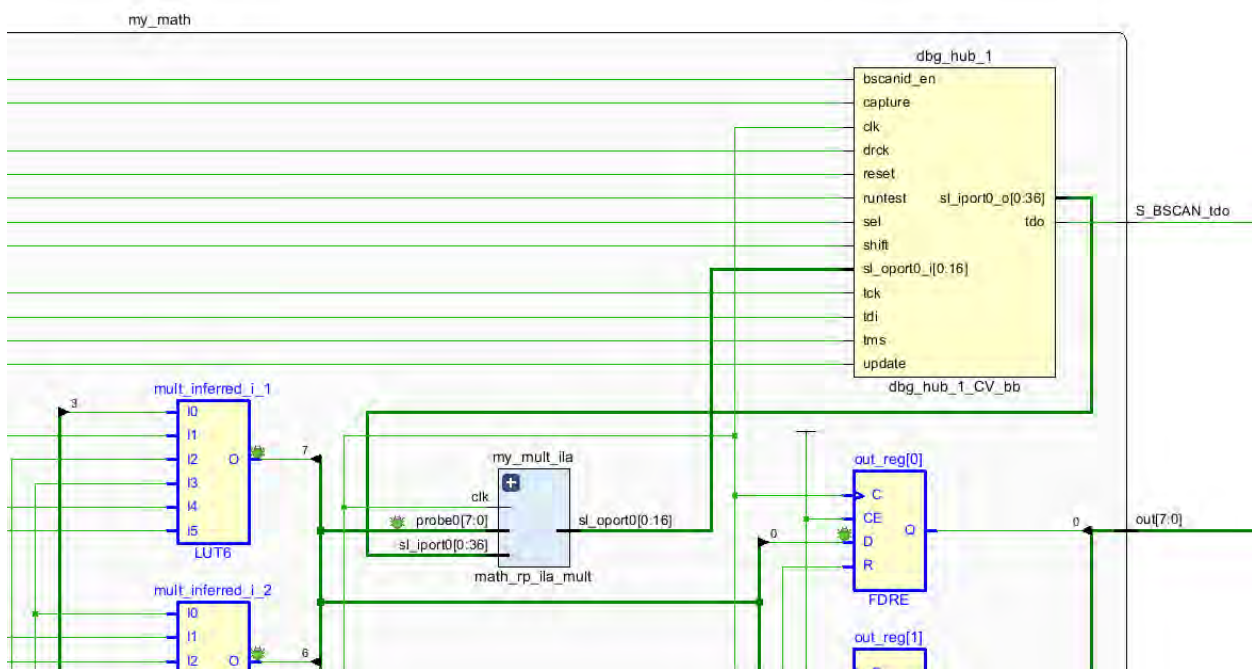 my_math
dbg_hub_1
bscanid_en
capture
clk
drck
reset
runtest
sl_iport0_o[0:36]
sel
tdo
S_BSCAN_tdo
shift
sl_oport0_i[0:16]
tck
tdi
tms
update
dbg_hub_1_CV_bb
mult_inferred_i_1
3
I0
I1
I2
O
7
I3
I4
I5
LUT6
my_mult_ila
clk
probe0[7:0]
sl_oport0[0:16]
sl_iport0[0:36]
math_rp_ila_mult
out_reg[0]
C
CE
Q
0
out[7:0]
0
D
R
FDRE
mult_inferred_i_2
I0
I1
I2
O
6
out_reg[1]